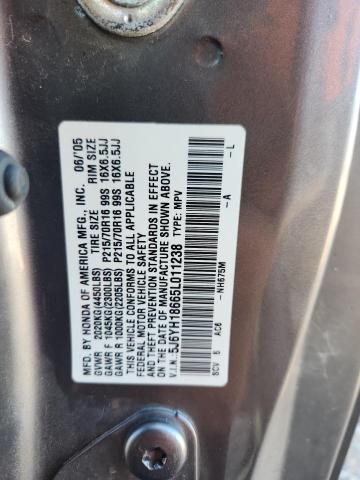 MFD. BY HONDA OF AMERICA MFG., INC. 06/'05
TIRE SIZE RIM SIZE
GVWR 2020KG(4450LBS)
GAWR F 1045KG(2300LBS) P215/70R16 99S 16X6.5JJ
GAWR R 1000KG(2205LBS) P215/70R16 99S 16X6.5JJ
THIS VEHICLE CONFORMS TO ALL APPLICABLE
FEDERAL MOTOR VEHICLE SAFETY AND THEFT
PREVENTION STANDARDS IN EFFECT
ON THE DATE OF MANUFACTURE SHOWN ABOVE.
V.I.N.: 5J6YH18665L011238 TYPE: MPV
SCV 5 AC6 -NH675M -A -L